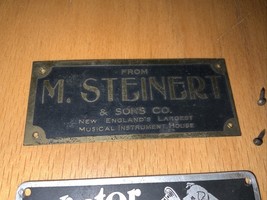 FROM
M. STEINERT
& SONS CO.
NEW ENGLAND'S LARGEST
MUSICAL INSTRUMENT HOUSE